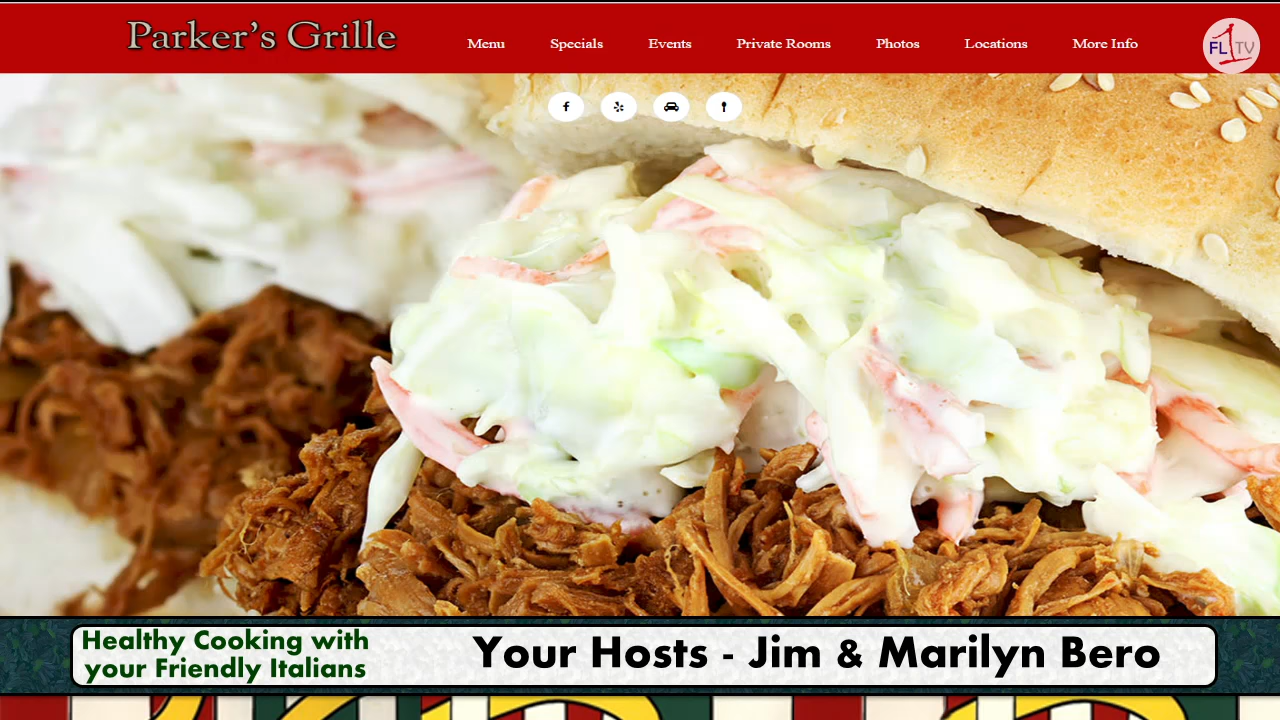 Parker's Grille
Menu Specials Events Private Rooms Photos Locations More Info
FL1TV
Healthy Cooking with
your Friendly Italians
Your Hosts - Jim & Marilyn Bero